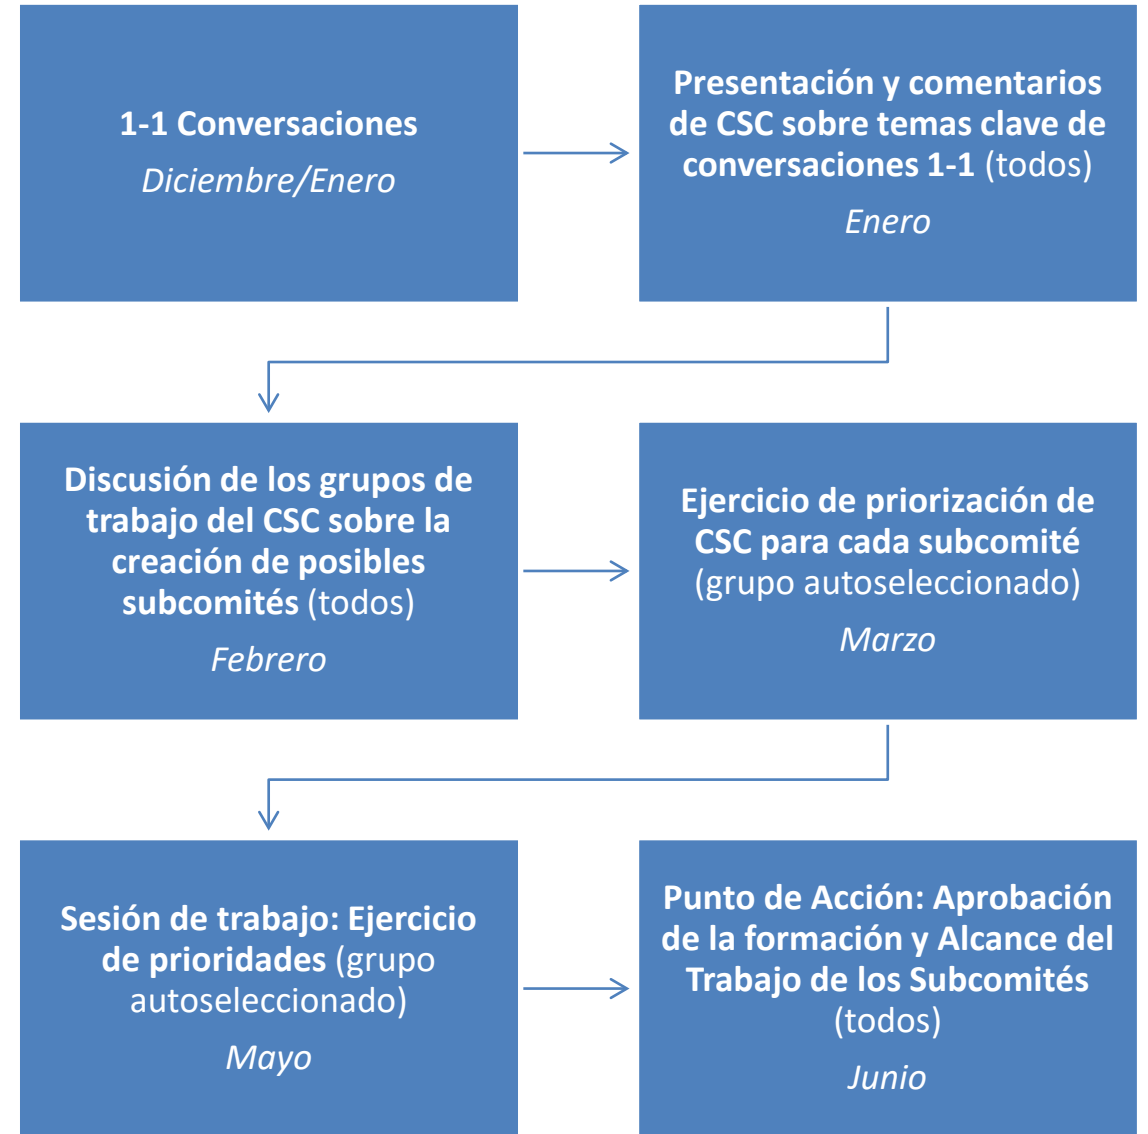 1-1 Conversaciones
Diciembre/Enero
Presentación y comentarios
de CSC sobre temas clave de
conversaciones 1-1 (todos)
Enero
Discusión de los grupos de
trabajo del CSC sobre la
creación de posibles
subcomités (todos)
Febrero
Ejercicio de priorización de
CSC para cada subcomité
(grupo autoseleccionado)
Marzo
Sesión de trabajo: Ejercicio
de prioridades (grupo
autoseleccionado)
Mayo
Punto de Acción: Aprobación
de la formación y Alcance del
Trabajo de los Subcomités
(todos)
Junio